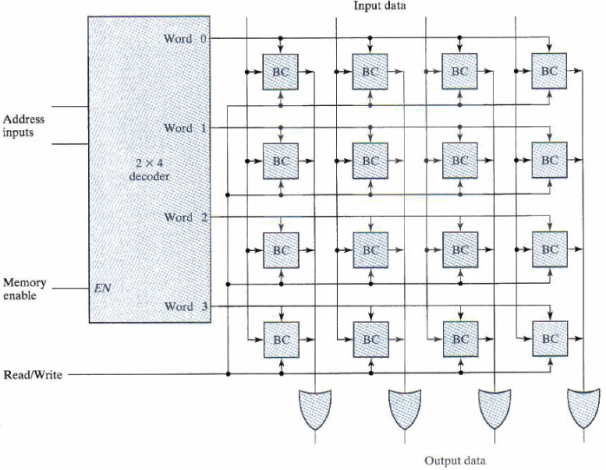 Input data
Word 0
BC BC BC BC
Address
inputs
Word 1
2 × 4
decoder
BC BC BC BC
Word 2
BC BC BC BC
Memory
enable
EN
Word 3
BC BC BC BC
Read/Write
Output data